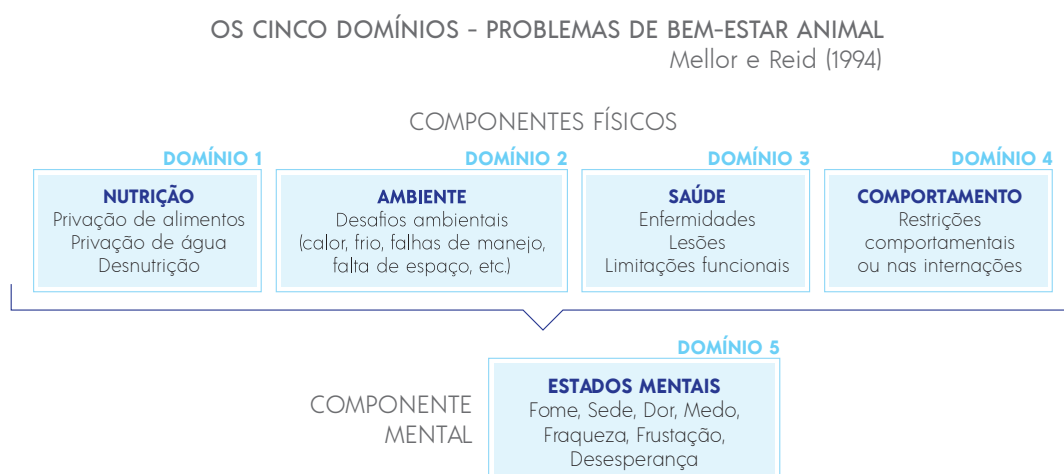 OS CINCO DOMÍNIOS - PROBLEMAS DE BEM-ESTAR ANIMAL
Mellor e Reid (1994)
COMPONENTES FÍSICOS
DOMÍNIO 1
NUTRIÇÃO
Privação de alimentos
Privação de água
Desnutrição
DOMÍNIO 2
AMBIENTE
Desafios ambientais
(calor, frio, falhas de manejo,
falta de espaço, etc.)
DOMÍNIO 3
SAÚDE
Enfermidades
Lesões
Limitações funcionais
DOMÍNIO 4
COMPORTAMENTO
Restrições
comportamentais
ou nas internações
DOMÍNIO 5
COMPONENTE
MENTAL
ESTADOS MENTAIS
Fome, Sede, Dor, Medo,
Fraqueza, Frustação,
Desesperança